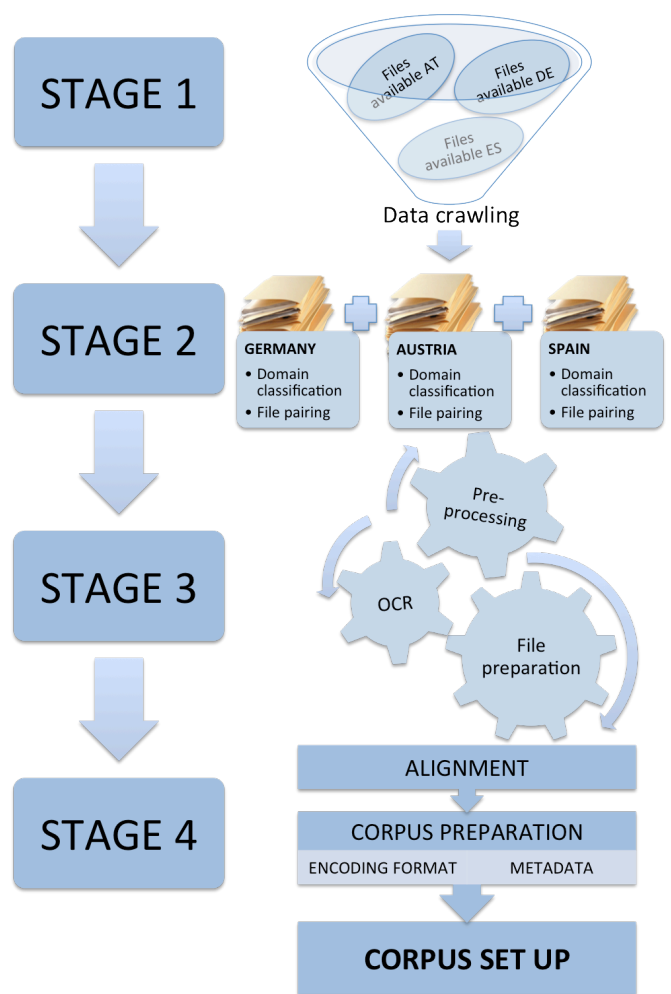 STAGE 1
Files
available AT
Files
available DE
Files
available ES
Data crawling
STAGE 2
GERMANY
• Domain
classification
• File pairing
AUSTRIA
• Domain
classification
• File pairing
SPAIN
• Domain
classification
• File pairing
STAGE 3
Pre-
processing
OCR
File
preparation
STAGE 4
ALIGNMENT
CORPUS PREPARATION
ENCODING FORMAT
METADATA
CORPUS SET UP